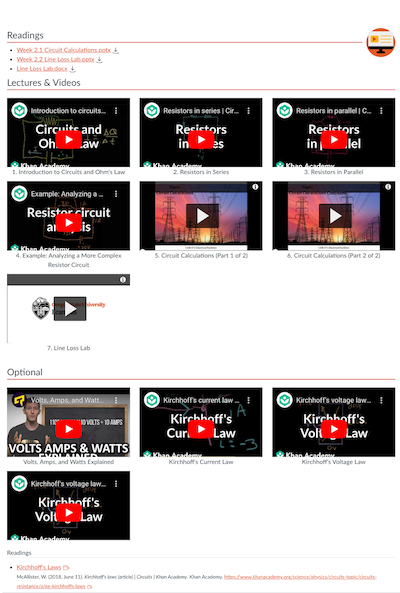 Readings
Week 2.1 Circuit Calculations.pptx
Week 2.2 Line Loss Lab.pptx
Line Loss Lab.docx
Lectures & Videos
Introduction to circuits...
Circuits and
Ohm's Law
Khan Academy
1. Introduction to Circuits and Ohm's Law
Resistors in series | Cir...
Resistors
in Series
Khan Academy
2. Resistors in Series
Resistors in parallel | C...
Resistors
in parallel
Khan Academy
3. Resistors in Parallel
Example: Analyzing a ...
Resistor circuit
Khan Academy
4. Example: Analyzing a More Complex
Resistor Circuit
5. Circuit Calculations (Part 1 of 2)
6. Circuit Calculations (Part 2 of 2)
University
7. Line Loss Lab
Optional
Volts, Amps, and Watt...
VOLTS AMPS & WATTS
EXPLAINED
Volts, Amps, and Watts Explained
Kirchhoff's current law ...
Kirchhoff's
Current Law
Khan Academy
Kirchhoff's Current Law
Kirchhoff's voltage law...
Kirchhoff's
Voltage Law
Khan Academy
Kirchhoff's Voltage Law
Kirchhoff's voltage law...
Kirchhoff's
Voltage Law
Khan Academy
Readings
Kirchhoff's Laws
McAllister, W. (2018, June 11). Kirchhoff's laws (article) | Circuits | Khan Academy. Khan Academy. https://www.khanacademy.org/science/physics/circuits-topic/circuits-
resistance/a/ee-kirchhoffs-laws